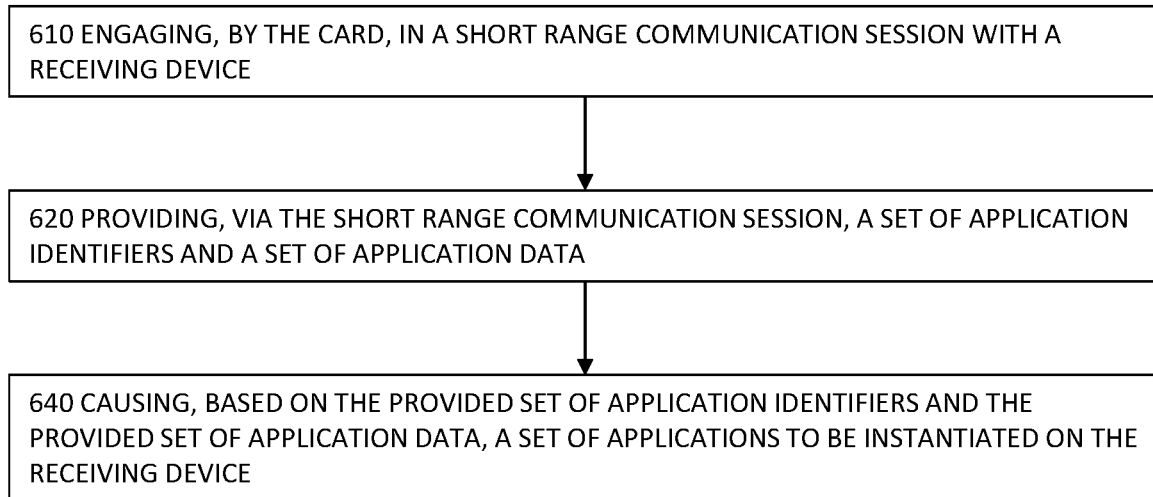 610 ENGAGING, BY THE CARD, IN A SHORT RANGE COMMUNICATION SESSION WITH A
RECEIVING DEVICE
620 PROVIDING, VIA THE SHORT RANGE COMMUNICATION SESSION, A SET OF APPLICATION
IDENTIFIERS AND A SET OF APPLICATION DATA
640 CAUSING, BASED ON THE PROVIDED SET OF APPLICATION IDENTIFIERS AND THE
PROVIDED SET OF APPLICATION DATA, A SET OF APPLICATIONS TO BE INSTANTIATED ON THE
RECEIVING DEVICE